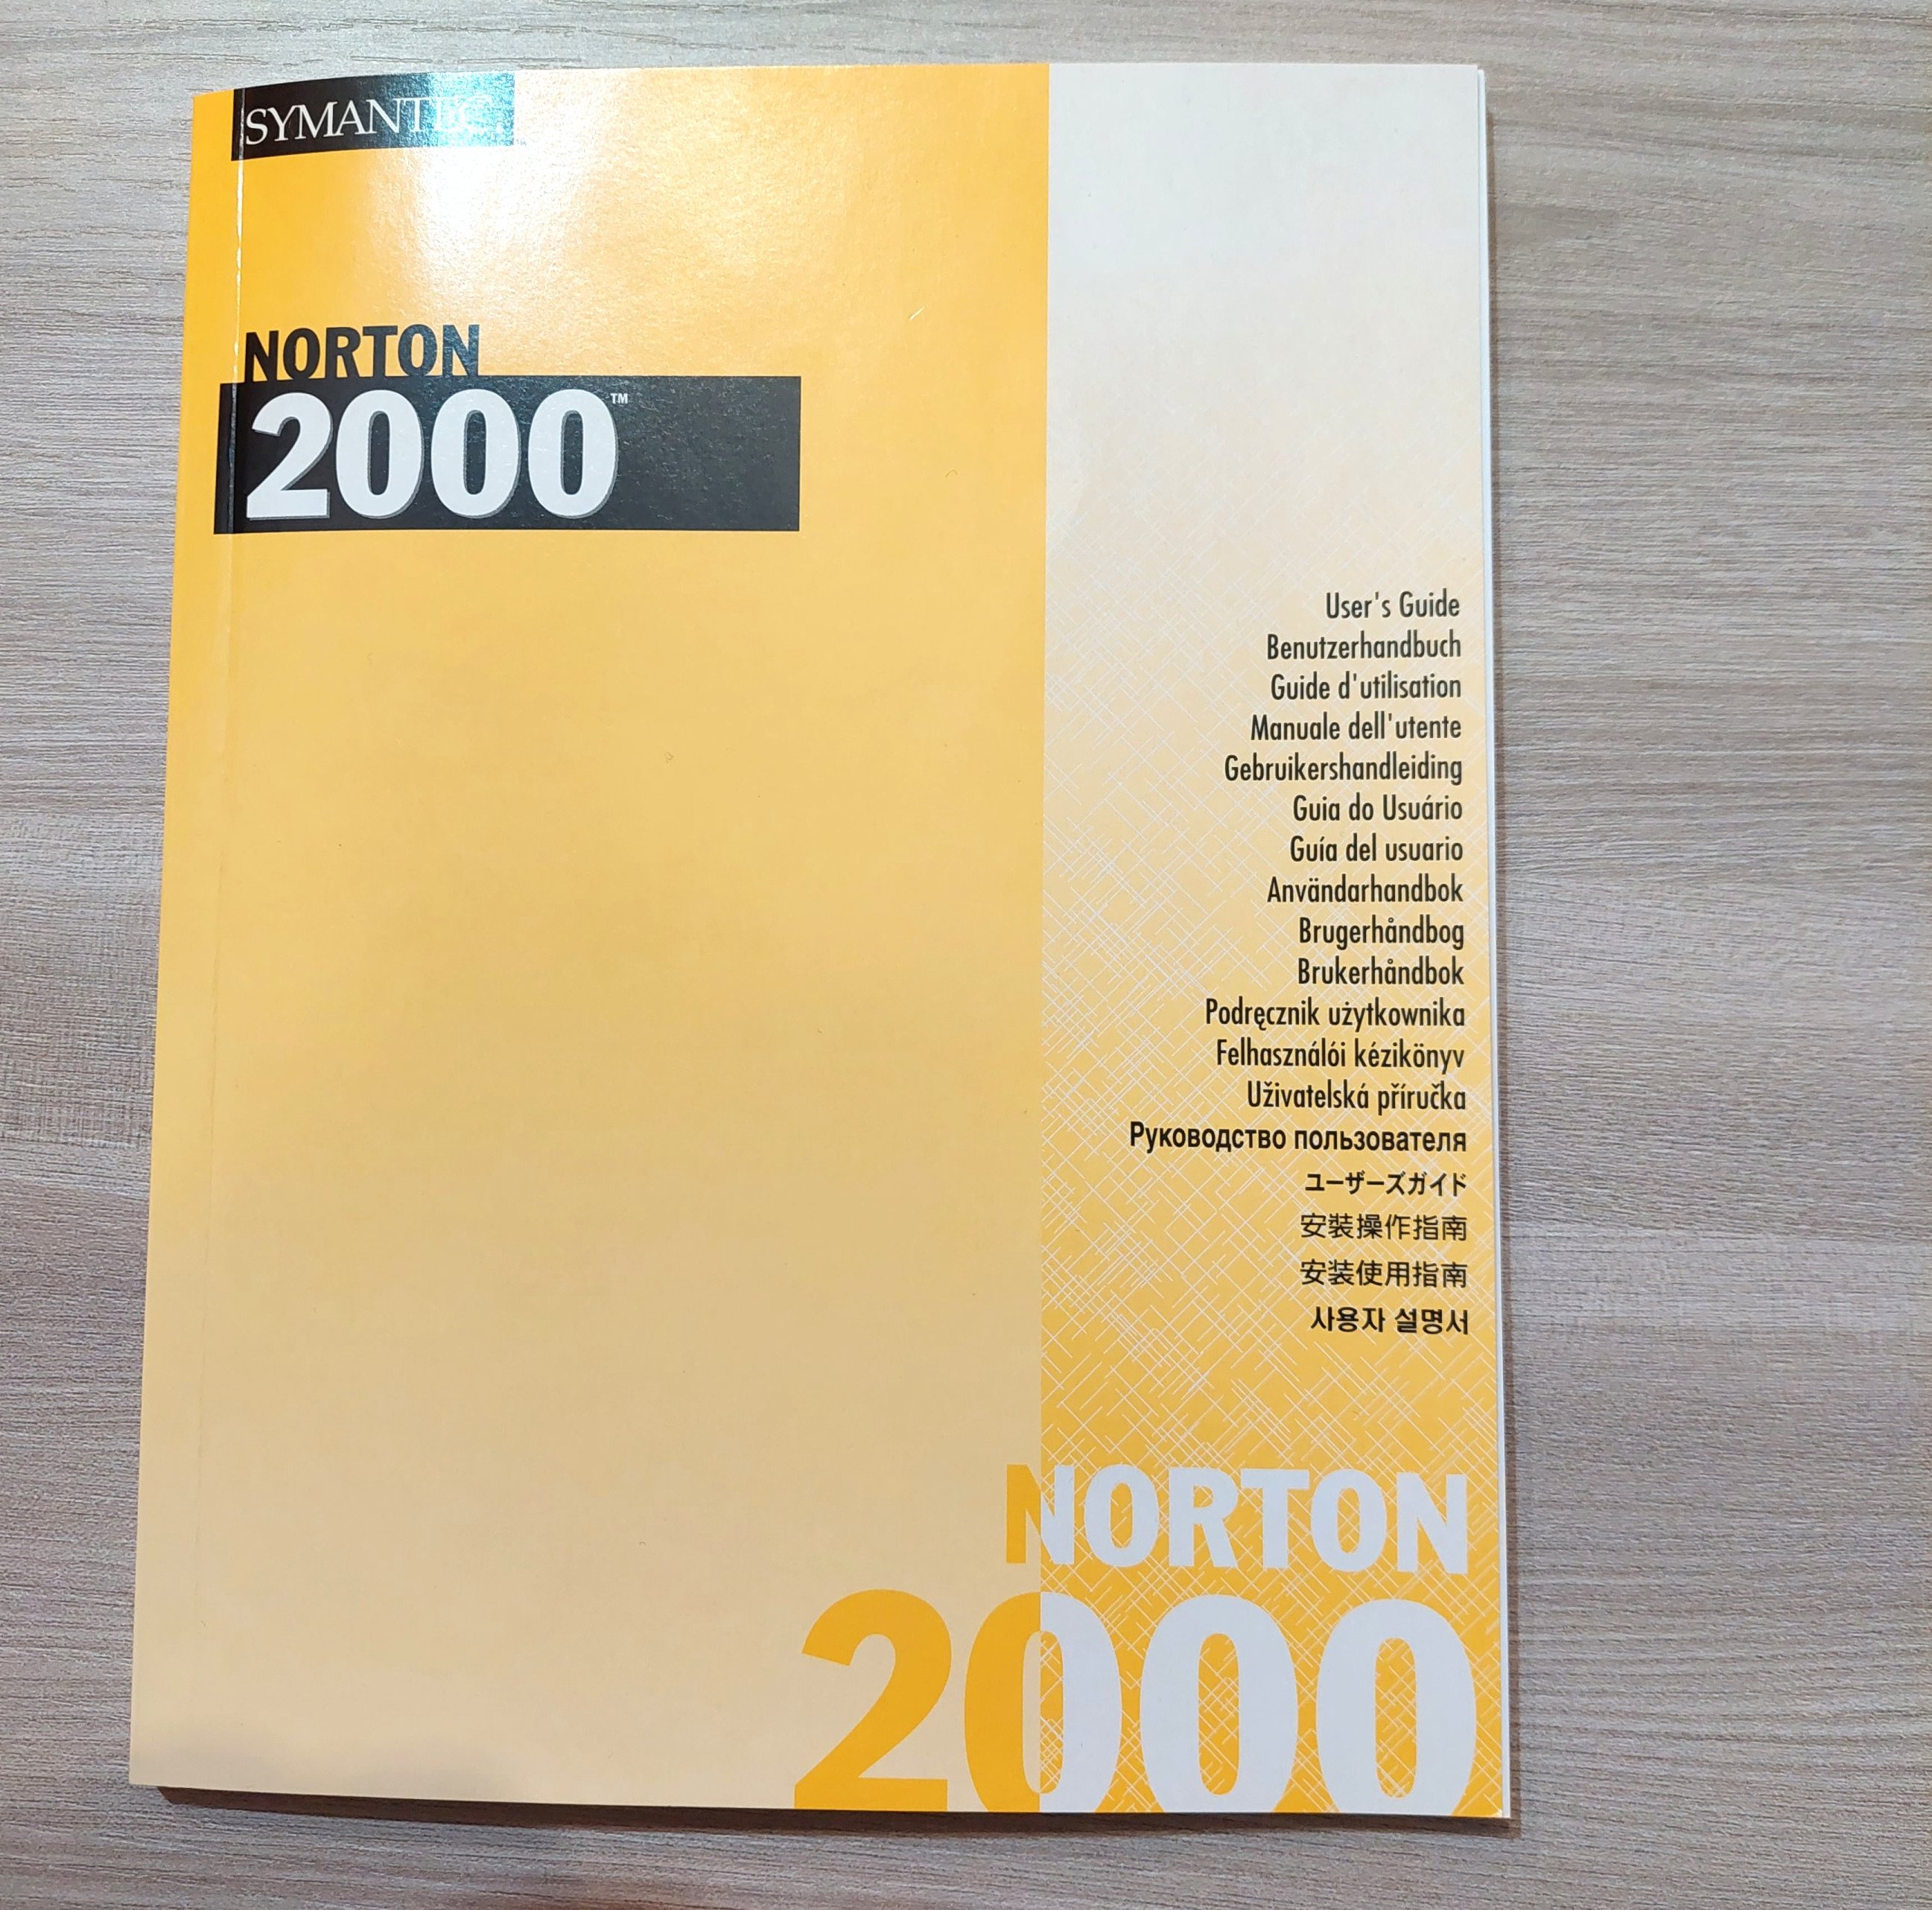 SYMANTEC.
NORTON
2000™
User's Guide
Benutzerhandbuch
Guide d'utilisation
Manuale dell'utente
Gebruikershandleiding
Guia do Usuário
Guía del usuario
Användarhandbok
Brugerhåndbog
Brukerhåndbok
Podręcznik użytkownika
Felhasználói kézikönyv
Uživatelská příručka
Руководство пользователя
ユーザーズガイド
安裝操作指南
安装使用指南
사용자 설명서
NORTON
2000